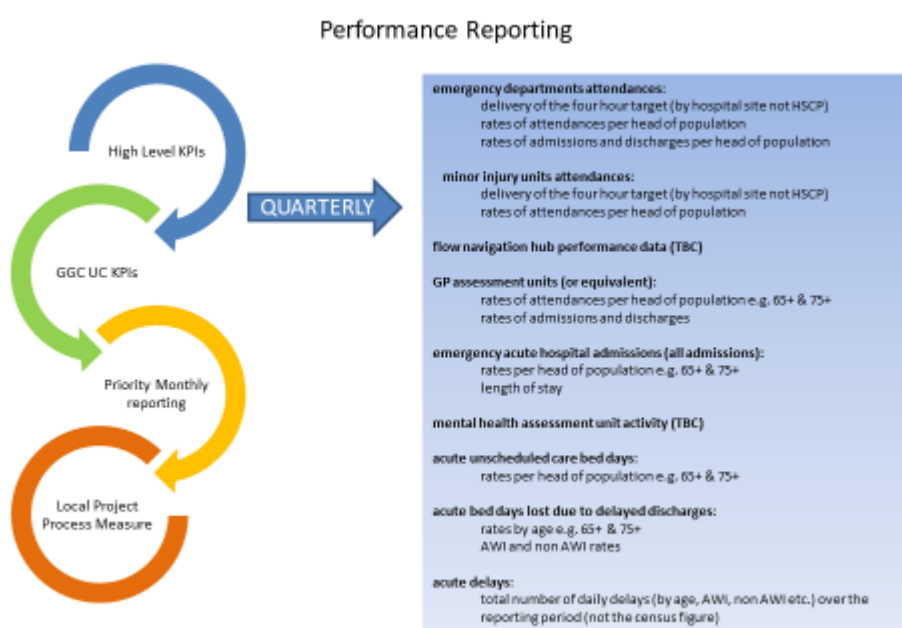 Performance Reporting
High Level KPIs
GGC UC KPIs
Priority Monthly
reporting
Local Project
Process Measure
QUARTERLY
emergency departments attendances:
delivery of the four hour target (by hospital site not HSCP)
rates of attendances per head of population
rates of admissions and discharges per head of population
minor injury units attendances:
delivery of the four hour target (by hospital site not HSCP)
rates of attendances per head of population
flow navigation hub performance data (TBC)
GP assessment units (or equivalent):
rates of attendances per head of population e.g. 65+ & 75+
rates of admissions and discharges
emergency acute hospital admissions (all admissions):
rates per head of population e.g. 65+ & 75+
length of stay
mental health assessment unit activity (TBC)
acute unscheduled care bed days:
rates per head of population e.g. 65+ & 75+
acute bed days lost due to delayed discharges:
rates by age e.g. 65+ & 75+
AWI and non AWI rates
acute delays:
total number of daily delays (by age, AWI, non AWI etc.) over the
reporting period (not the census figure)